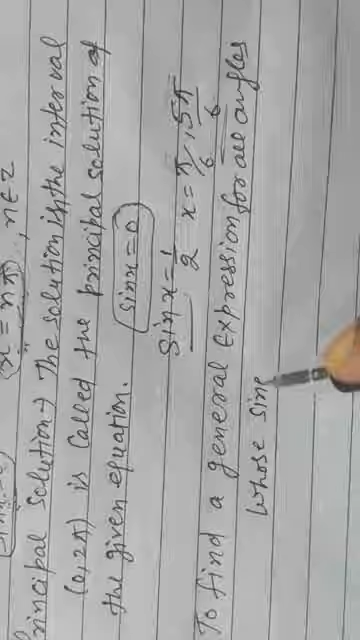 x = nπ, n∈Z
Principal solution → The solution in the interval
(0, 2π) is called the principal solution of
the given equation. sin x = 0
sin x = 1/2 x = π/6, 5π/6
To find a general expression for all angles
whose sine